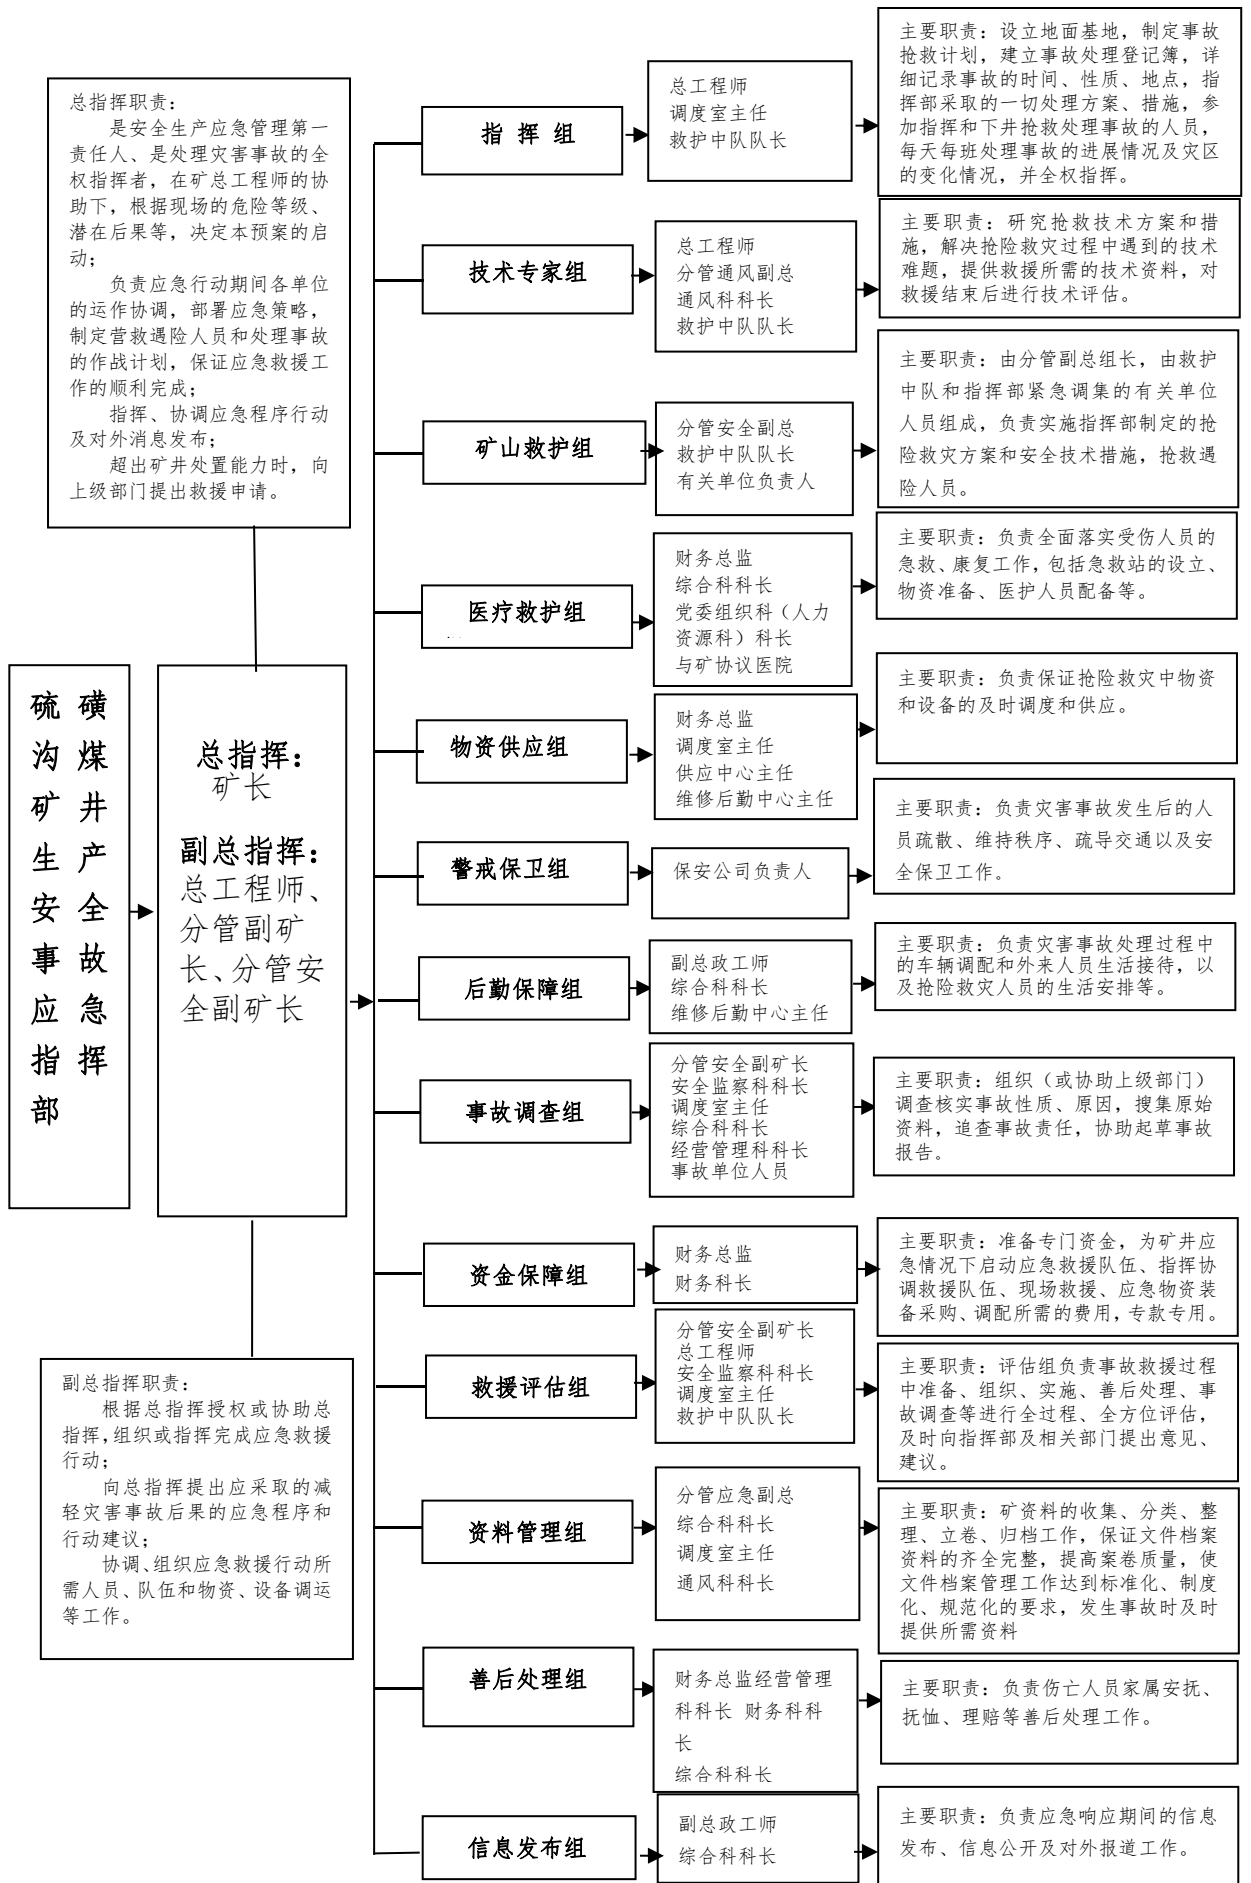 硫磺
沟煤
矿井
生产
安全
事故
应急
指挥
部
总指挥：
矿长
副总指挥：
总工程师、
分管副矿
长、分管安
全副矿长
总指挥职责：
是安全生产应急管理第一
责任人、是处理灾害事故的全
权指挥者，在矿总工程师的协
助下，根据现场的危险等级、
潜在后果等，决定本预案的启
动；
负责应急行动期间各单位
的运作协调，部署应急策略，
制定营救遇险人员和处理事故
的作战计划，保证应急救援工
作的顺利完成；
指挥、协调应急程序行动
及对外消息发布；
超出矿井处置能力时，向
上级部门提出救援申请。
副总指挥职责：
根据总指挥授权或协助总
指挥，组织或指挥完成应急救援
行动；
向总指挥提出应采取的减
轻灾害事故后果的应急程序和
行动建议；
协调、组织应急救援行动所
需人员、队伍和物资、设备调运
等工作。
指 挥 组
总工程师
调度室主任
救护中队队长
主要职责：设立地面基地，制定事故
抢救计划，建立事故处理登记簿，详
细记录事故的时间、性质、地点，指
挥部采取的一切处理方案、措施，参
加指挥和下井抢救处理事故的人员，
每天每班处理事故的进展情况及灾区
的变化情况，并全权指挥。
技术专家组
总工程师
分管通风副总
通风科科长
救护中队队长
主要职责：研究抢救技术方案和措
施，解决抢险救灾过程中遇到的技术
难题，提供救援所需的技术资料，对
救援结束后进行技术评估。
矿山救护组
分管安全副总
救护中队队长
有关单位负责人
主要职责：由分管副总组长，由救护
中队和指挥部紧急调集的有关单位
人员组成，负责实施指挥部制定的抢
险救灾方案和安全技术措施，抢救遇
险人员。
医疗救护组
财务总监
综合科科长
党委组织科（人力
资源科）科长
与矿协议医院
主要职责：负责全面落实受伤人员的
急救、康复工作，包括急救站的设立、
物资准备、医护人员配备等。
物资供应组
财务总监
调度室主任
供应中心主任
维修后勤中心主任
主要职责：负责保证抢险救灾中物资
和设备的及时调度和供应。
警戒保卫组
保安公司负责人
主要职责：负责灾害事故发生后的人
员疏散、维持秩序、疏导交通以及安
全保卫工作。
后勤保障组
副总政工师
综合科科长
维修后勤中心主任
主要职责：负责灾害事故处理过程中
的车辆调配和外来人员生活接待，以
及抢险救灾人员的生活安排等。
事故调查组
分管安全副矿长
安全监察科科长
调度室主任
综合科科长
经营管理科科长
事故单位人员
主要职责：组织（或协助上级部门）
调查核实事故性质、原因，搜集原始
资料，追查事故责任，协助起草事故
报告。
资金保障组
财务总监
财务科长
主要职责：准备专门资金，为矿井应
急情况下启动应急救援队伍、指挥协
调救援队伍、现场救援、应急物资装
备采购、调配所需的费用，专款专用。
救援评估组
分管安全副矿长
总工程师
安全监察科科长
调度室主任
救护中队队长
主要职责：评估组负责事故救援过程
中准备、组织、实施、善后处理、事
故调查等进行全过程、全方位评估，
及时向指挥部及相关部门提出意见、
建议。
资料管理组
分管应急副总
综合科科长
调度室主任
通风科科长
主要职责：矿资料的收集、分类、整
理、立卷、归档工作，保证文件档案
资料的齐全完整，提高案卷质量，使
文件档案管理工作达到标准化、制度
化、规范化的要求，发生事故时及时
提供所需资料
善后处理组
财务总监经营管理
科科长 财务科科
长
综合科科长
主要职责：负责伤亡人员家属安抚、
抚恤、理赔等善后处理工作。
信息发布组
副总政工师
综合科科长
主要职责：负责应急响应期间的信息
发布、信息公开及对外报道工作。